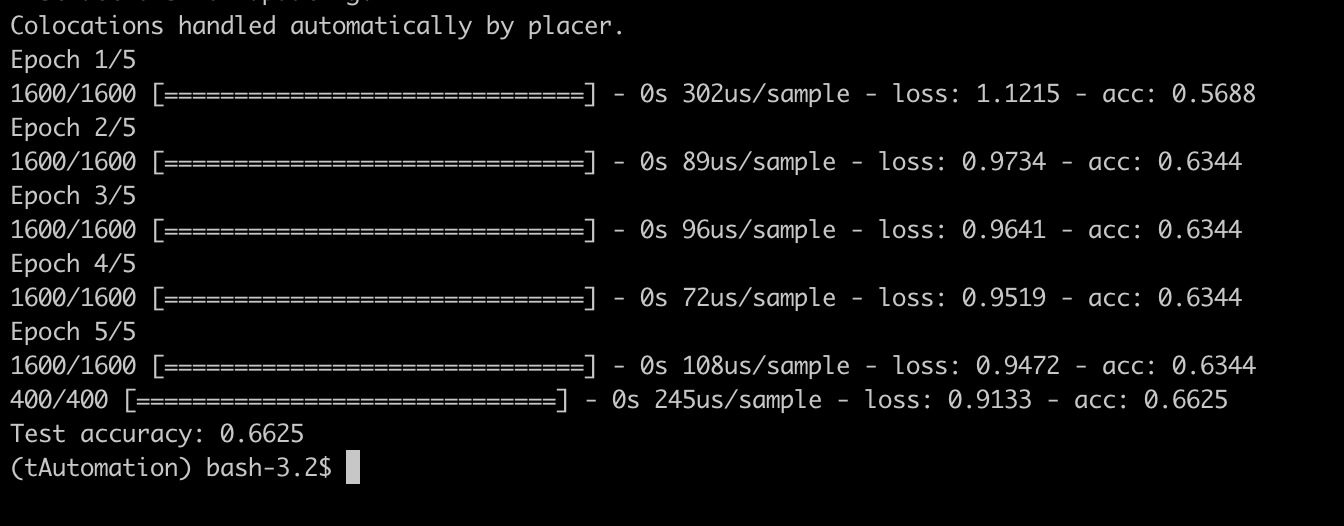 Colocations handled automatically by placer.
Epoch 1/5
1600/1600 [==============================] - 0s 302us/sample - loss: 1.1215 - acc: 0.5688
Epoch 2/5
1600/1600 [==============================] - 0s 89us/sample - loss: 0.9734 - acc: 0.6344
Epoch 3/5
1600/1600 [==============================] - 0s 96us/sample - loss: 0.9641 - acc: 0.6344
Epoch 4/5
1600/1600 [==============================] - 0s 72us/sample - loss: 0.9519 - acc: 0.6344
Epoch 5/5
1600/1600 [==============================] - 0s 108us/sample - loss: 0.9472 - acc: 0.6344
400/400 [==============================] - 0s 245us/sample - loss: 0.9133 - acc: 0.6625
Test accuracy: 0.6625
(tAutomation) bash-3.2$